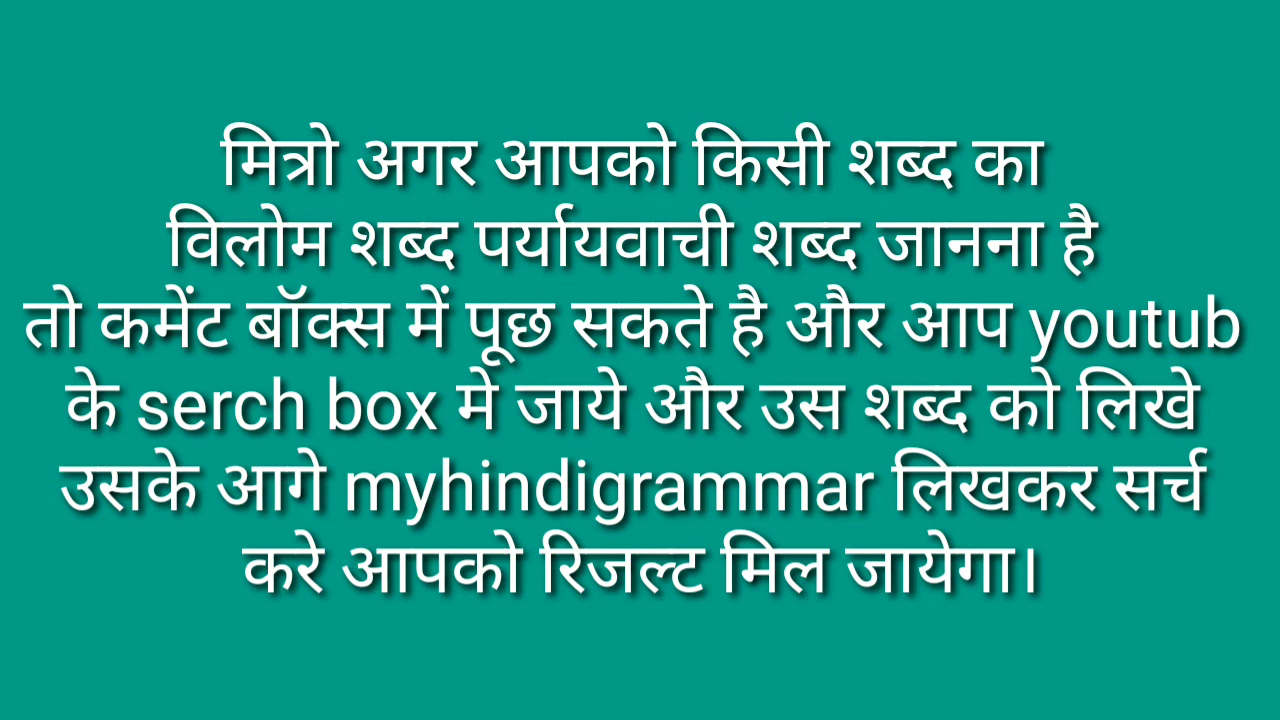 मित्रो अगर आपको किसी शब्द का
विलोम शब्द पर्यायवाची शब्द जानना है
तो कमेंट बॉक्स में पूछ सकते है और आप youtub
के serch box मे जाये और उस शब्द को लिखे
उसके आगे myhindigrammar लिखकर सर्च
करे आपको रिजल्ट मिल जायेगा।